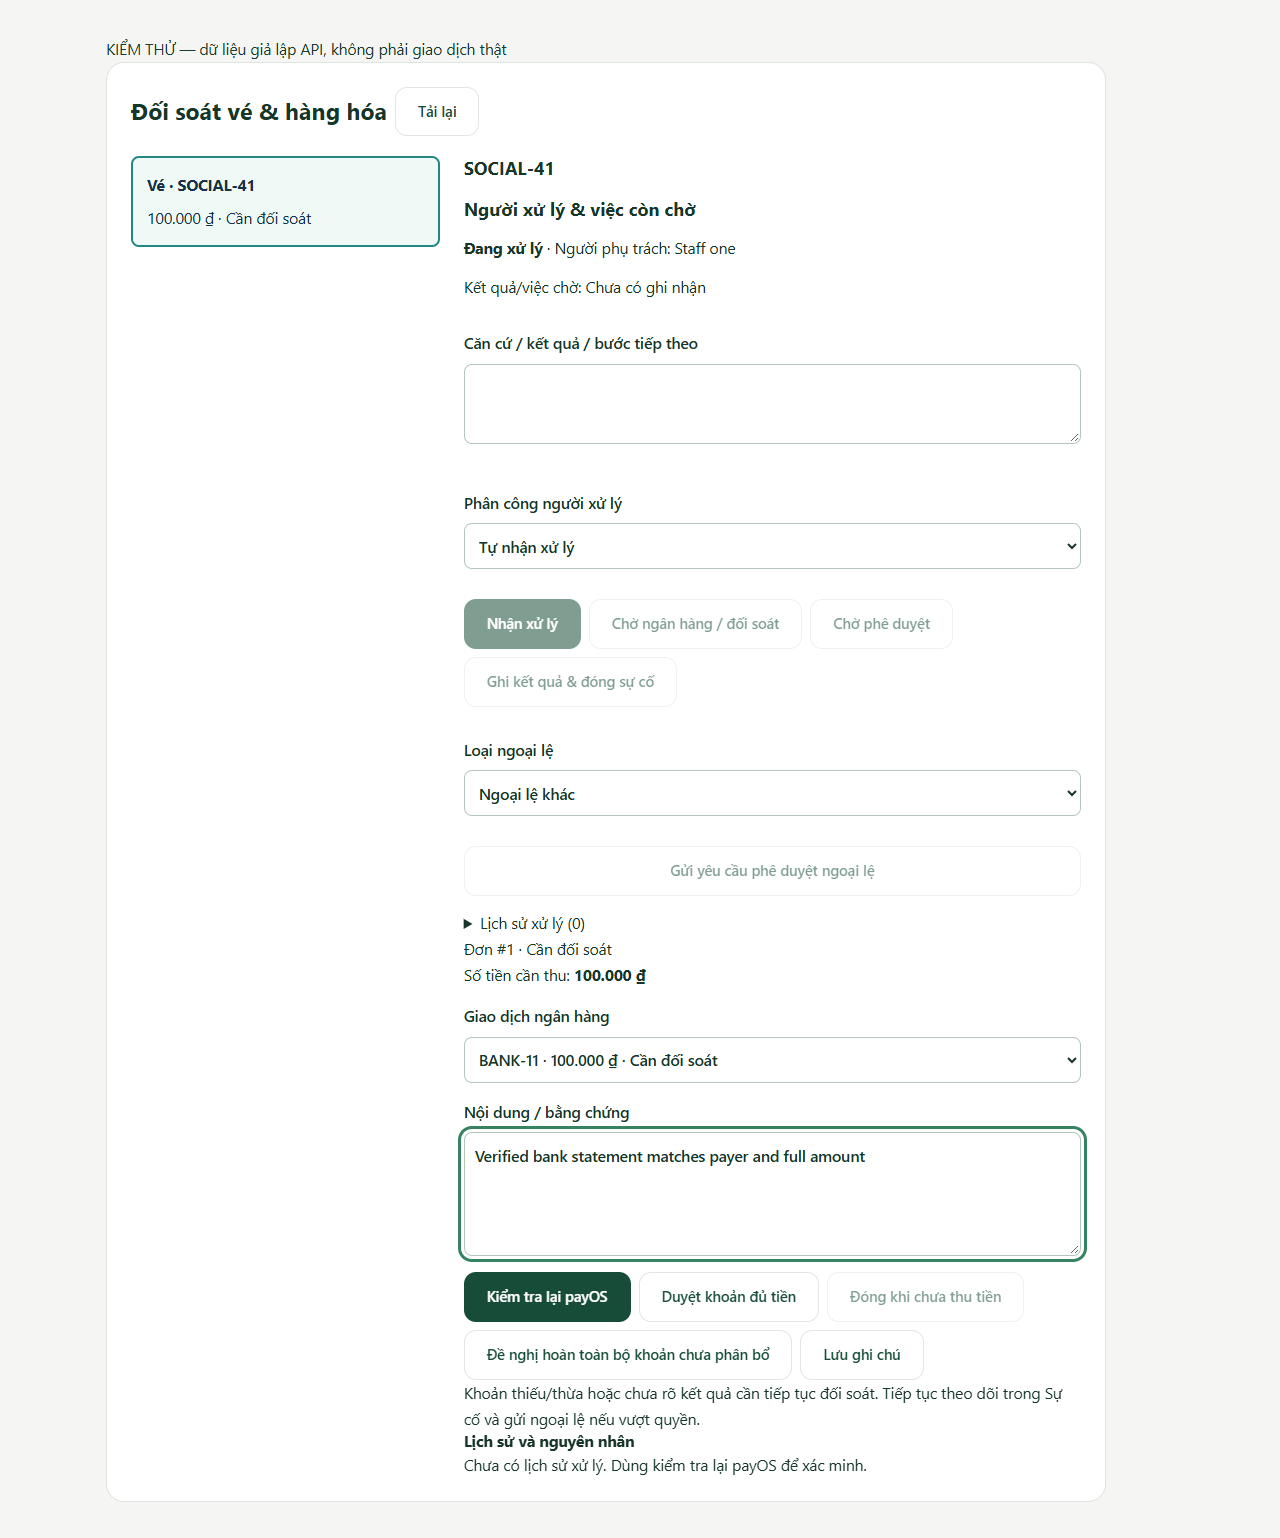 KIỂM THỬ — dữ liệu giả lập API, không phải giao dịch thật
Đối soát vé & hàng hóa
Tải lại
Vé · SOCIAL-41
100.000 ₫ · Cần đối soát
SOCIAL-41
Người xử lý & việc còn chờ
Đang xử lý · Người phụ trách: Staff one
Kết quả/việc chờ: Chưa có ghi nhận
Căn cứ / kết quả / bước tiếp theo
Phân công người xử lý
Tự nhận xử lý
Nhận xử lý
Chờ ngân hàng / đối soát
Chờ phê duyệt
Ghi kết quả & đóng sự cố
Loại ngoại lệ
Ngoại lệ khác
Gửi yêu cầu phê duyệt ngoại lệ
Lịch sử xử lý (0)
Đơn #1 · Cần đối soát
Số tiền cần thu: 100.000 ₫
Giao dịch ngân hàng
BANK-11 · 100.000 ₫ · Cần đối soát
Nội dung / bằng chứng
Verified bank statement matches payer and full amount
Kiểm tra lại payOS
Duyệt khoản đủ tiền
Đóng khi chưa thu tiền
Đề nghị hoàn toàn bộ khoản chưa phân bổ
Lưu ghi chú
Khoản thiếu/thừa hoặc chưa rõ kết quả cần tiếp tục đối soát. Tiếp tục theo dõi trong Sự
cố và gửi ngoại lệ nếu vượt quyền.
Lịch sử và nguyên nhân
Chưa có lịch sử xử lý. Dùng kiểm tra lại payOS để xác minh.